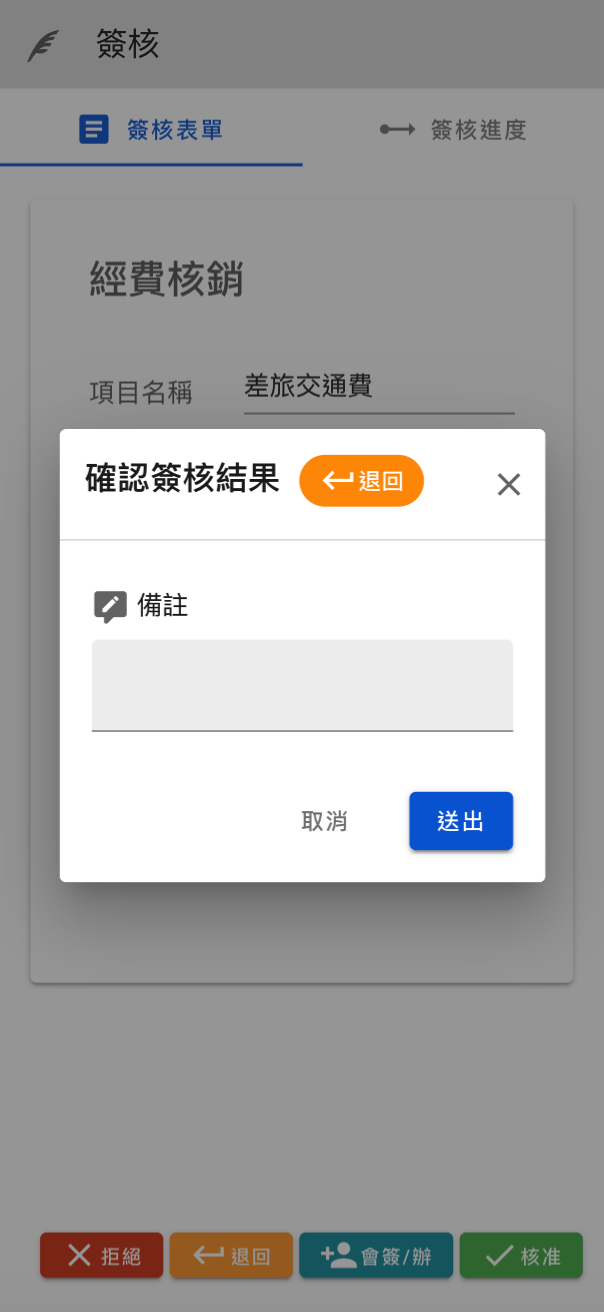 簽核
簽核表單 簽核進度
經費核銷
項目名稱 差旅交通費
確認簽核結果 退回
備註
取消 送出
拒絕 退回 會簽/辦 核准